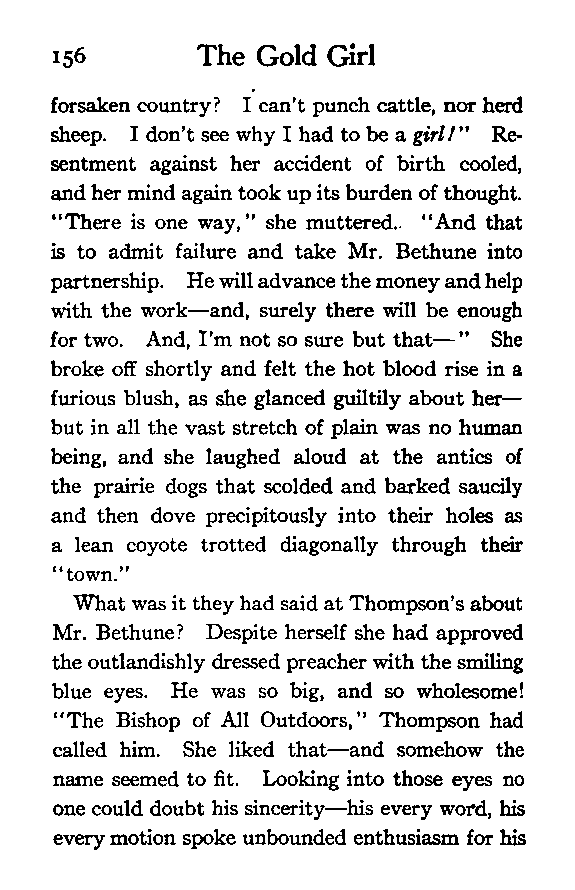 156 The Gold Girl
forsaken country? I can't punch cattle, nor herd
sheep. I don't see why I had to be a girl!" Re-
sentment against her accident of birth cooled,
and her mind again took up its burden of thought.
"There is one way," she muttered. "And that
is to admit failure and take Mr. Bethune into
partnership. He will advance the money and help
with the work—and, surely there will be enough
for two. And, I'm not so sure but that—" She
broke off shortly and felt the hot blood rise in a
furious blush, as she glanced guiltily about her—
but in all the vast stretch of plain was no human
being, and she laughed aloud at the antics of
the prairie dogs that scolded and barked saucily
and then dove precipitously into their holes as
a lean coyote trotted diagonally through their
"town."
What was it they had said at Thompson's about
Mr. Bethune? Despite herself she had approved
the outlandishly dressed preacher with the smiling
blue eyes. He was so big, and so wholesome!
"The Bishop of All Outdoors," Thompson had
called him. She liked that—and somehow the
name seemed to fit. Looking into those eyes no
one could doubt his sincerity—his every word, his
every motion spoke unbounded enthusiasm for his